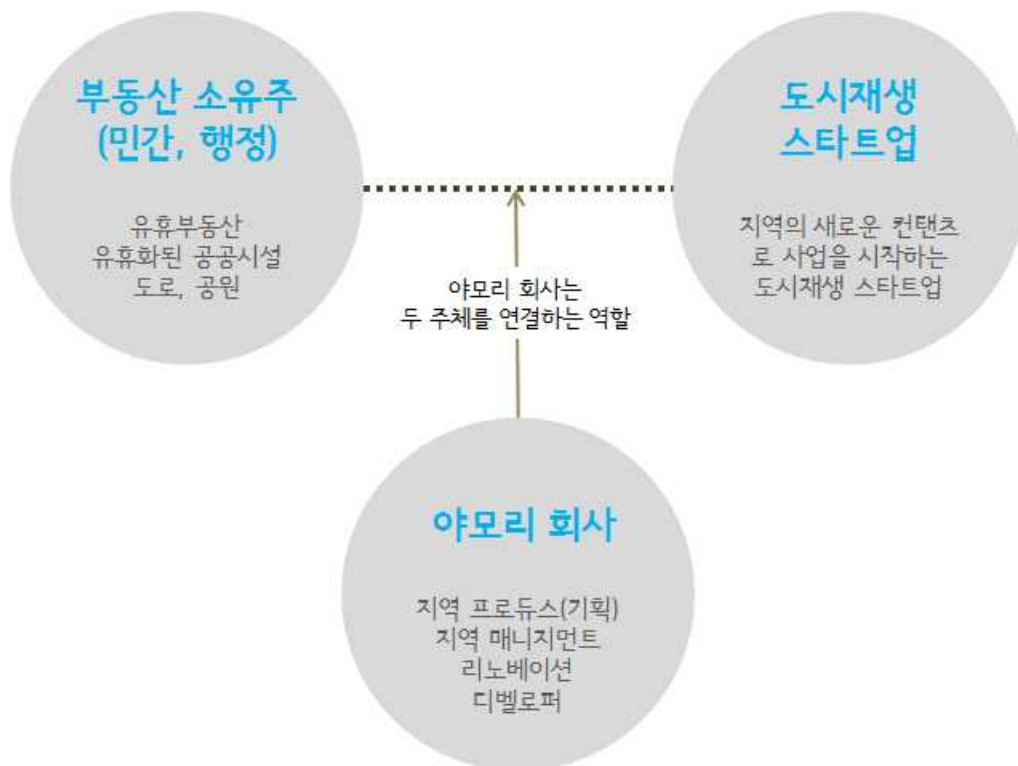 부동산 소유주
(민간, 행정)
유휴부동산
유휴화된 공공시설
도로, 공원
도시재생
스타트업
지역의 새로운 컨탠츠
로 사업을 시작하는
도시재생 스타트업
야모리 회사는
두 주체를 연결하는 역할
야모리 회사
지역 프로듀스(기획)
지역 매니지먼트
리노베이션
디벨로퍼